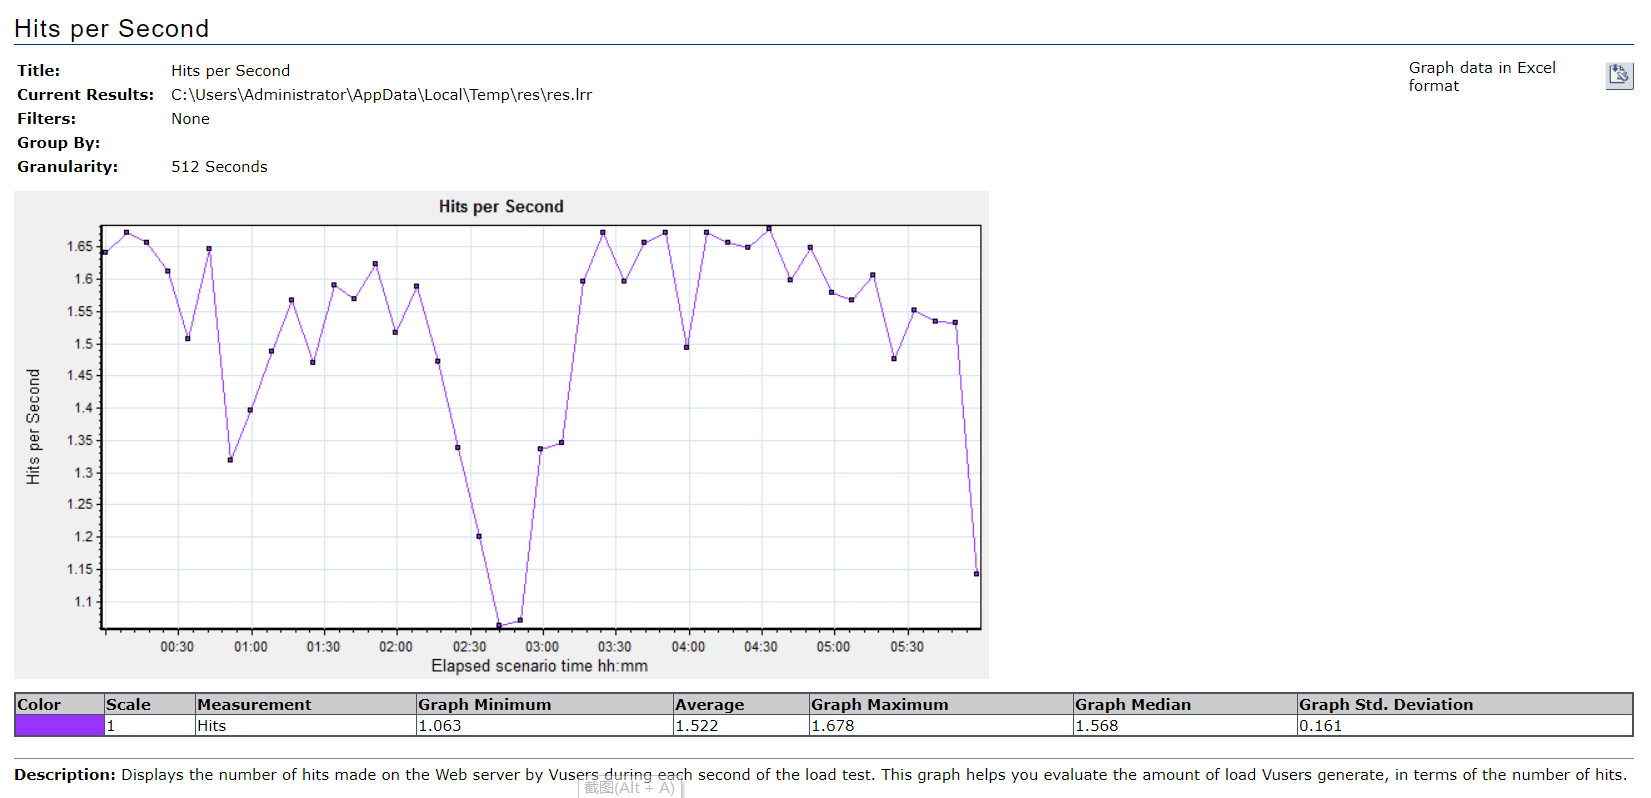 Hits per Second
Title: Hits per Second
Graph data in Excel format
Current Results: C:\Users\Administrator\AppData\Local\Temp\res\res.lrr
Filters: None
Group By:
Granularity: 512 Seconds
Hits per Second
Hits per Second
1.65
1.6
1.55
1.5
1.45
1.4
1.35
1.3
1.25
1.2
1.15
1.1
00:30 01:00 01:30 02:00 02:30 03:00 03:30 04:00 04:30 05:00 05:30
Elapsed scenario time hh:mm
Color Scale Measurement Graph Minimum Average Graph Maximum Graph Median Graph Std. Deviation
1 Hits 1.063 1.522 1.678 1.568 0.161
Description: Displays the number of hits made on the Web server by Vusers during each second of the load test. This graph helps you evaluate the amount of load Vusers generate, in terms of the number of hits.
截图(Alt + A)